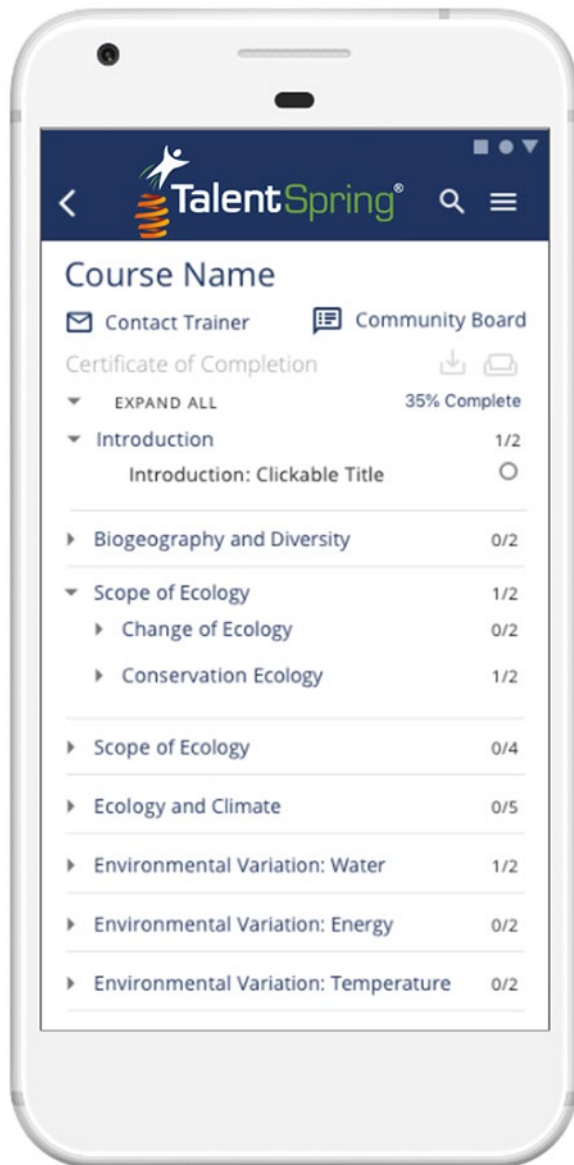 TalentSpring®
Course Name
Contact Trainer Community Board
Certificate of Completion
EXPAND ALL 35% Complete
Introduction 1/2
Introduction: Clickable Title
Biogeography and Diversity 0/2
Scope of Ecology 1/2
Change of Ecology 0/2
Conservation Ecology 1/2
Scope of Ecology 0/4
Ecology and Climate 0/5
Environmental Variation: Water 1/2
Environmental Variation: Energy 0/2
Environmental Variation: Temperature 0/2